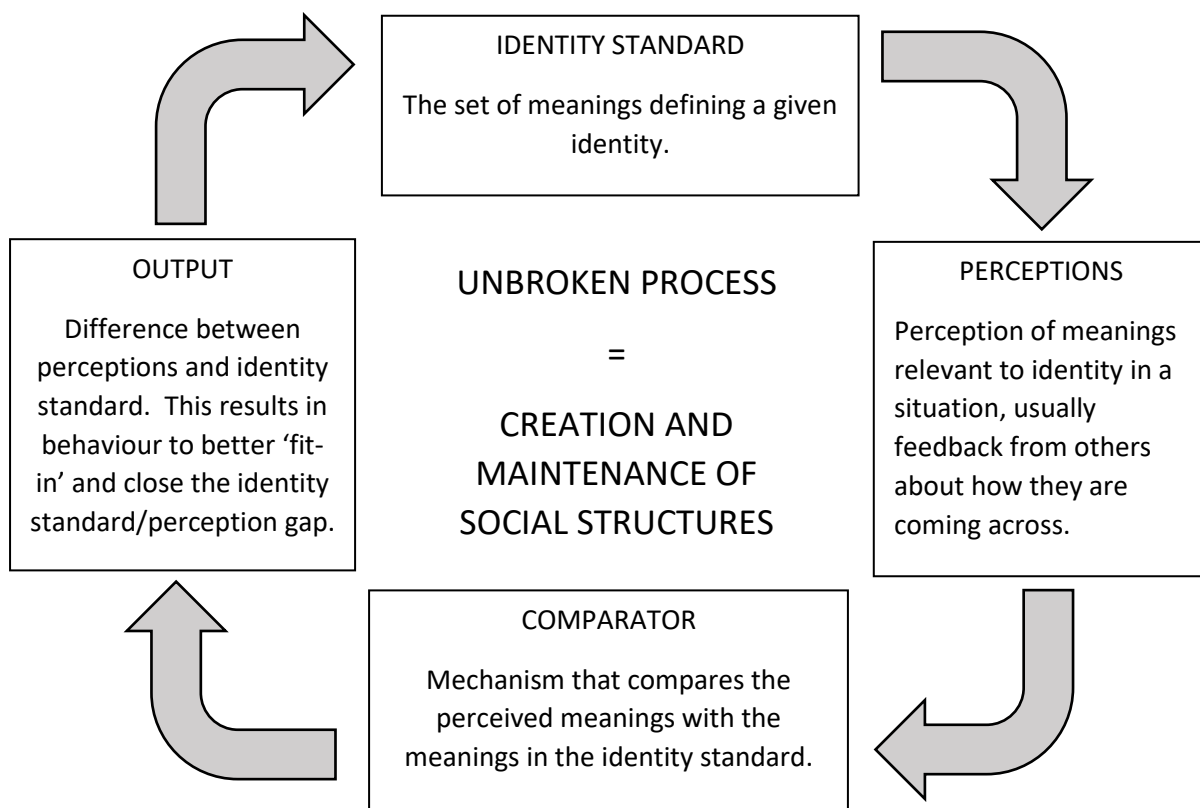 IDENTITY STANDARD
The set of meanings defining a given
identity.
OUTPUT
Difference between
perceptions and identity
standard.  This results in
behaviour to better ‘fit-
in’ and close the identity
standard/perception gap.
UNBROKEN PROCESS
=
CREATION AND
MAINTENANCE OF
SOCIAL STRUCTURES
PERCEPTIONS
Perception of meanings
relevant to identity in a
situation, usually
feedback from others
about how they are
coming across.
COMPARATOR
Mechanism that compares the
perceived meanings with the
meanings in the identity standard.